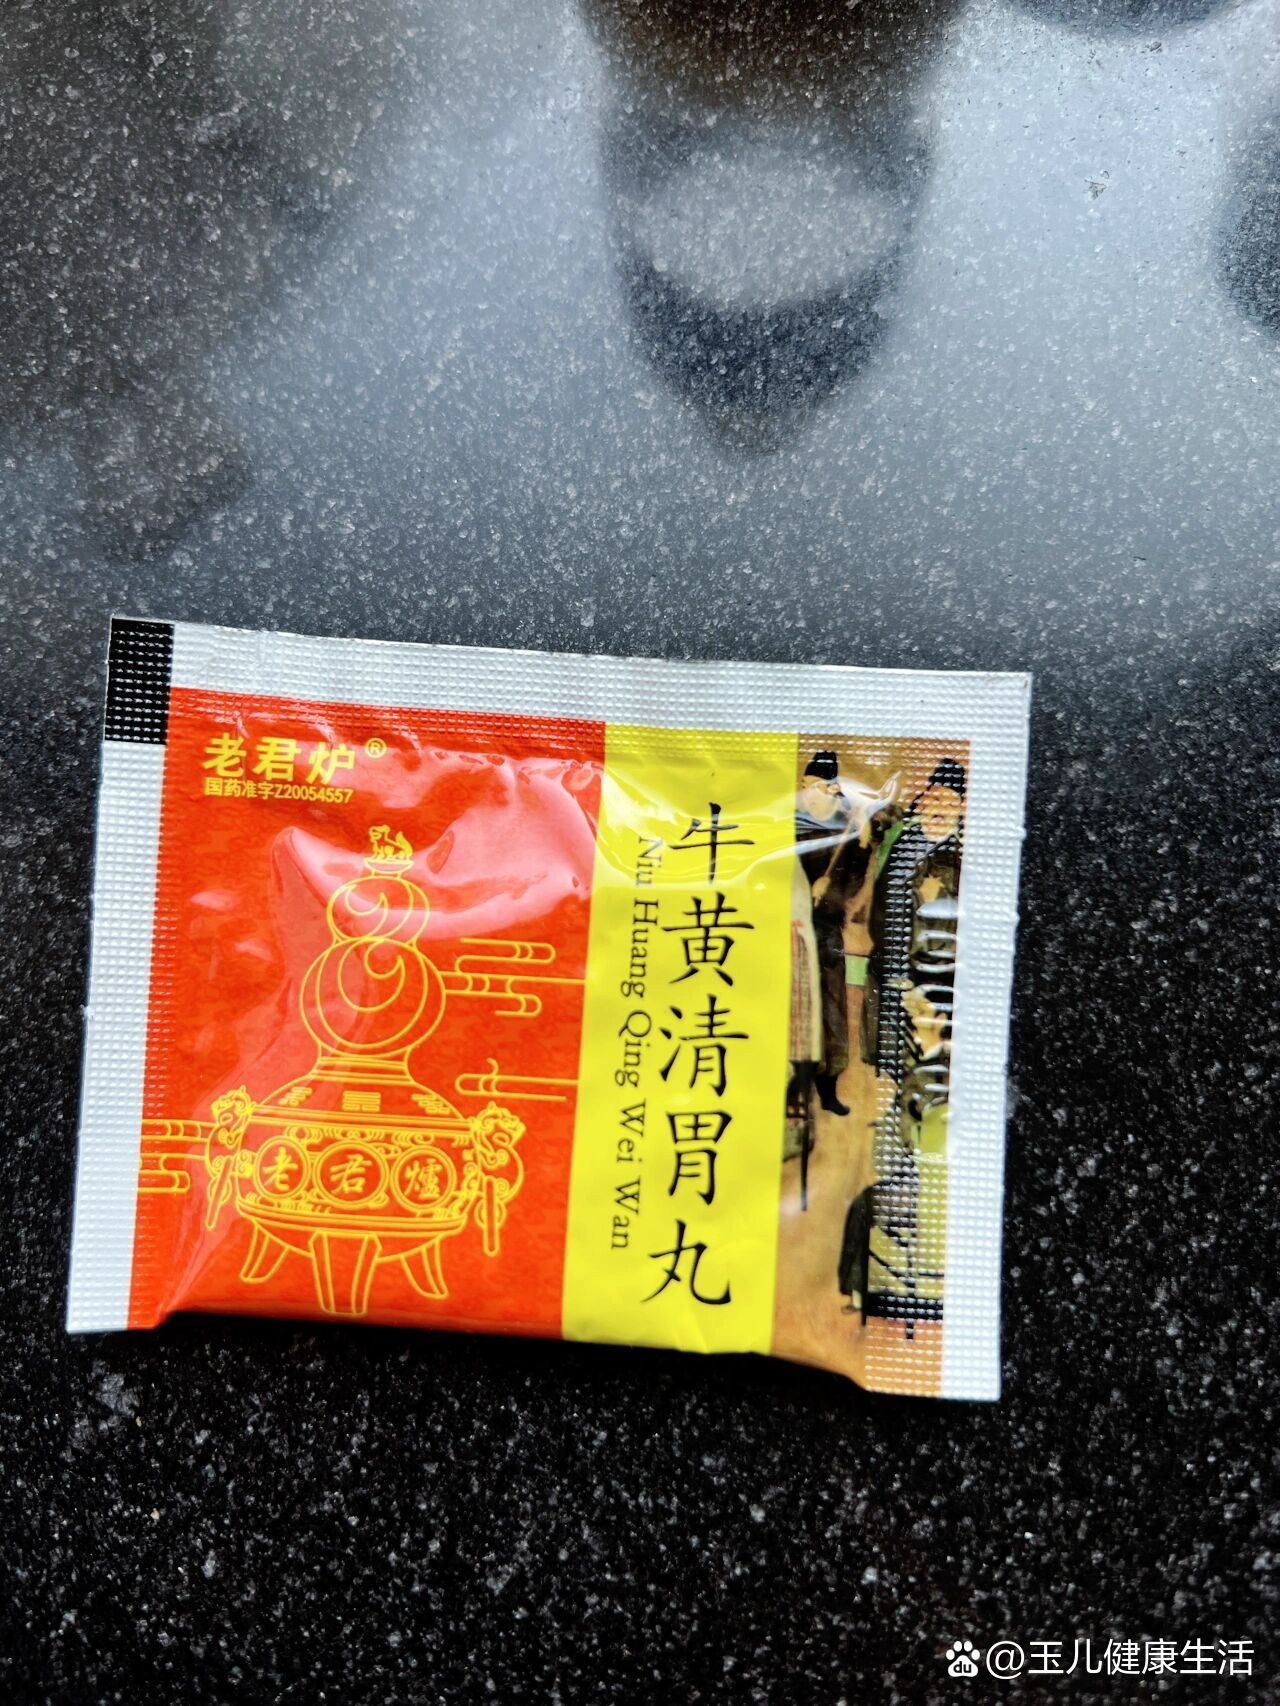 老君炉®
国药准字Z20054557
老君爐
牛黄清胃丸
Niu Huang Qing Wei Wan
@玉儿健康生活